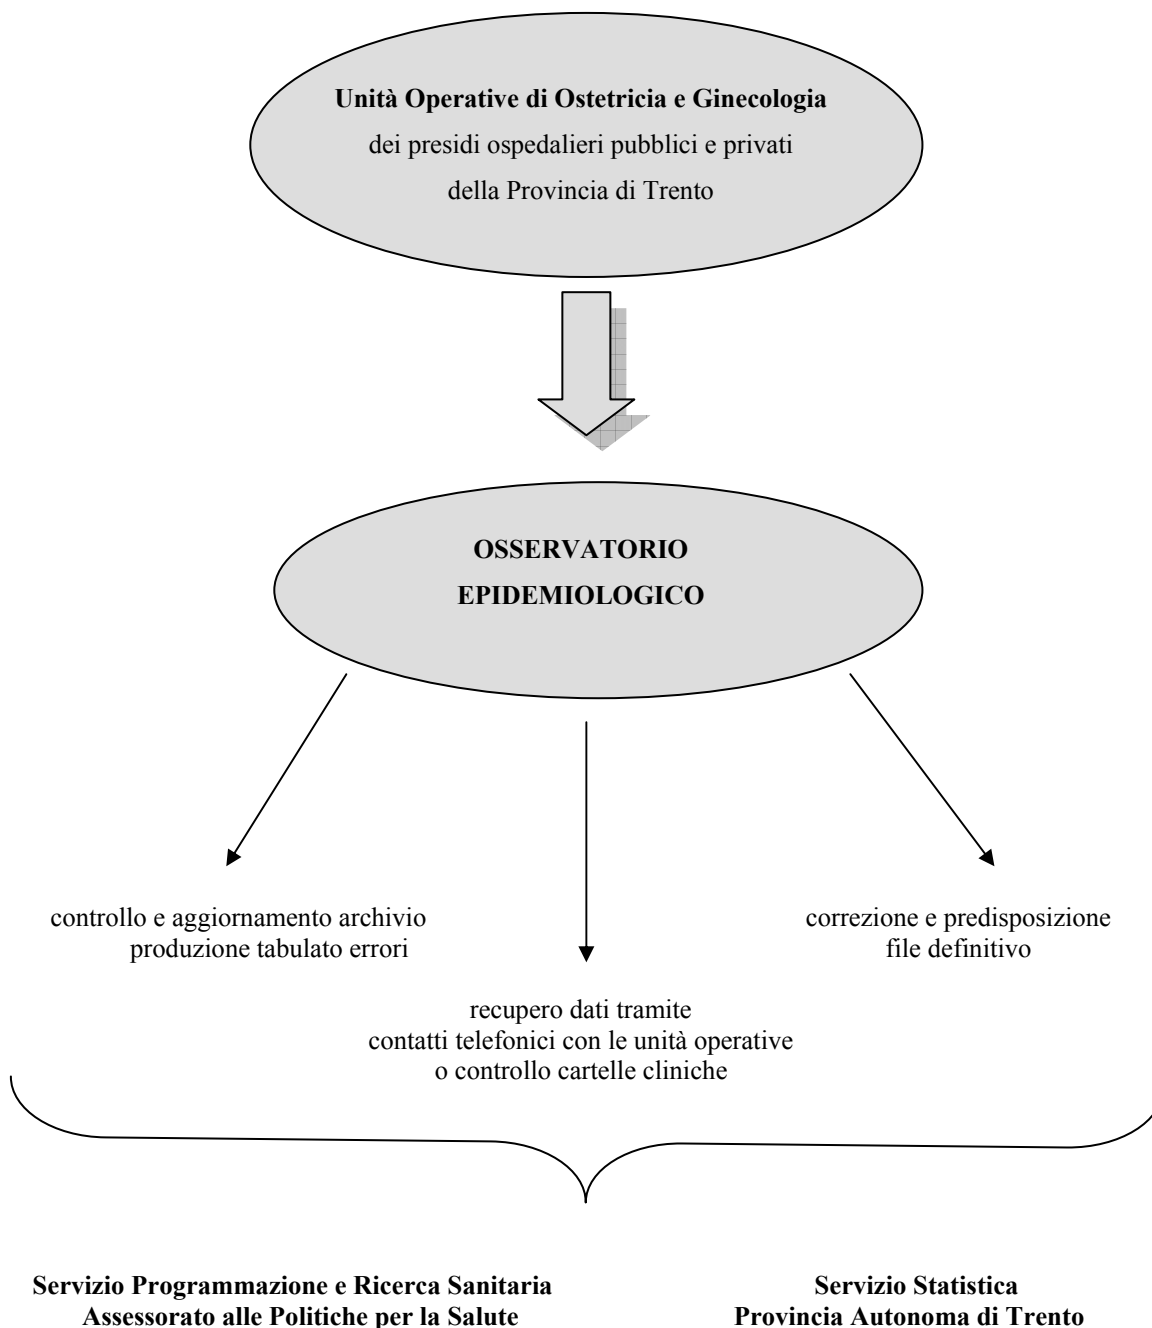 Unità Operative di Ostetricia e Ginecologia
dei presidi ospedalieri pubblici e privati
della Provincia di Trento
OSSERVATORIO
EPIDEMIOLOGICO
controllo e aggiornamento archivio
produzione tabulato errori
correzione e predisposizione
file definitivo
recupero dati tramite
contatti telefonici con le unità operative
o controllo cartelle cliniche
Servizio Programmazione e Ricerca Sanitaria
Assessorato alle Politiche per la Salute
Servizio Statistica
Provincia Autonoma di Trento